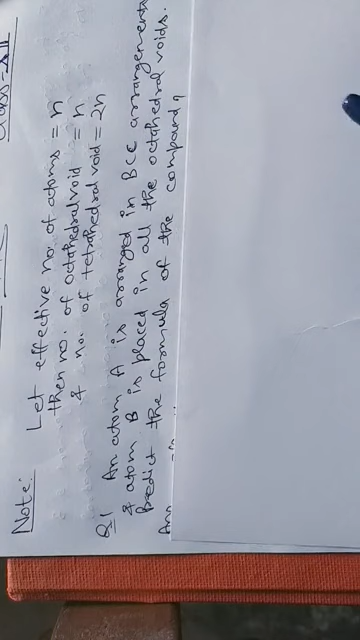 Class-XII
Note: Let effective no. of atoms = n
then no. of octahedral void = n
& no. of tetrahedral void = 2n
Q1 An atom A is arranged in BCC arrangement
& atom B is placed in all the octahedral voids.
Predict the formula of the compound,
Ans